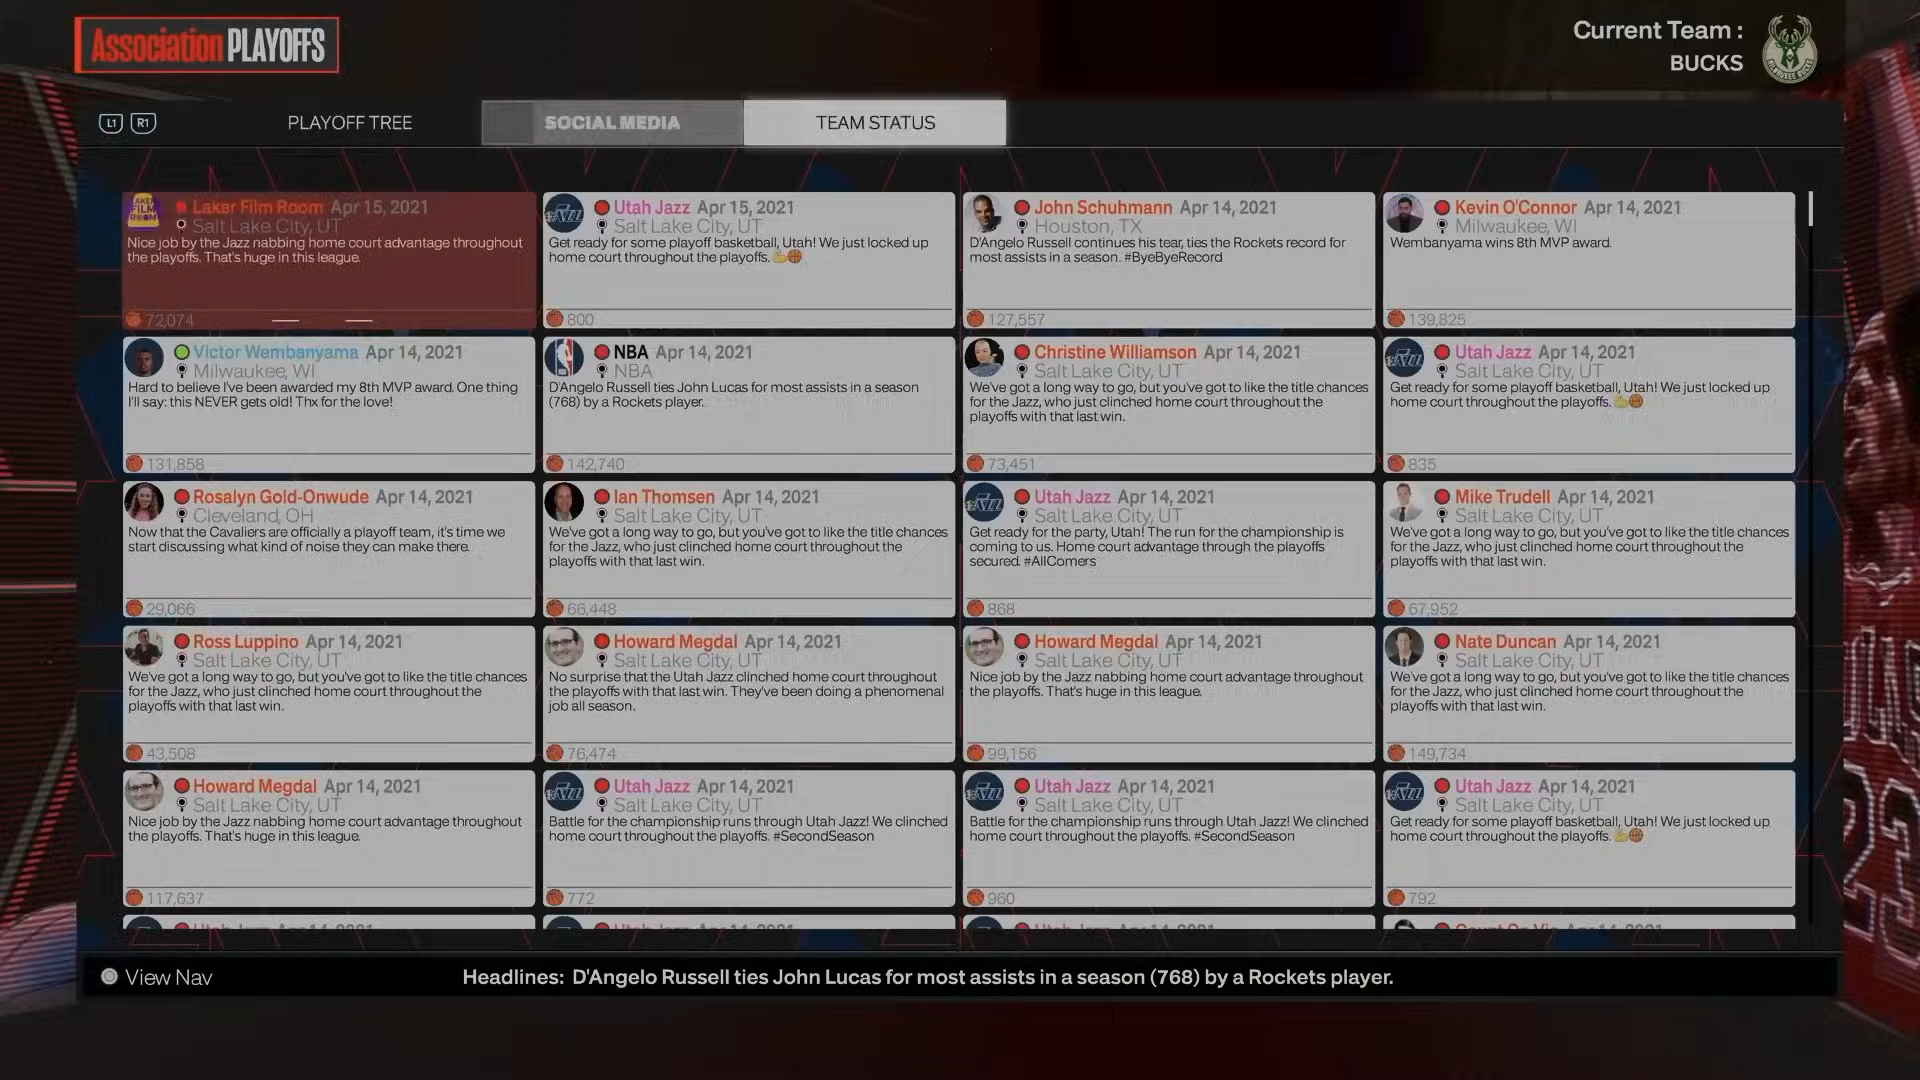 Association PLAYOFFS
Current Team :
BUCKS
L1 R1 PLAYOFF TREE SOCIAL MEDIA TEAM STATUS
Laker Film Room Apr 15, 2021
Salt Lake City, UT
Nice job by the Jazz nabbing home court advantage throughout
the playoffs. That's huge in this league.
72,074
Utah Jazz Apr 15, 2021
Salt Lake City, UT
Get ready for some playoff basketball, Utah! We just locked up
home court throughout the playoffs.💪🏀
800
John Schuhmann Apr 14, 2021
Houston, TX
D'Angelo Russell continues his tear, ties the Rockets record for
most assists in a season. #ByeByeRecord
127,557
Kevin O'Connor Apr 14, 2021
Milwaukee, WI
Wembanyama wins 8th MVP award.
139,825
Victor Wembanyama Apr 14, 2021
Milwaukee, WI
Hard to believe I've been awarded my 8th MVP award. One thing
I'll say: this NEVER gets old! Thx for the love!
131,858
NBA Apr 14, 2021
NBA
D'Angelo Russell ties John Lucas for most assists in a season
(768) by a Rockets player.
142,740
Christine Williamson Apr 14, 2021
Salt Lake City, UT
We've got a long way to go, but you've got to like the title chances
for the Jazz, who just clinched home court throughout the
playoffs with that last win.
73,451
Utah Jazz Apr 14, 2021
Salt Lake City, UT
Get ready for some playoff basketball, Utah! We just locked up
home court throughout the playoffs.💪🏀
835
Rosalyn Gold-Onwude Apr 14, 2021
Cleveland, OH
Now that the Cavaliers are officially a playoff team, it's time we
start discussing what kind of noise they can make there.
29,066
Ian Thomsen Apr 14, 2021
Salt Lake City, UT
We've got a long way to go, but you've got to like the title chances
for the Jazz, who just clinched home court throughout the
playoffs with that last win.
66,448
Utah Jazz Apr 14, 2021
Salt Lake City, UT
Get ready for the party, Utah! The run for the championship is
coming to us. Home court advantage through the playoffs
secured. #AllComers
868
Mike Trudell Apr 14, 2021
Salt Lake City, UT
We've got a long way to go, but you've got to like the title chances
for the Jazz, who just clinched home court throughout the
playoffs with that last win.
67,952
Ross Luppino Apr 14, 2021
Salt Lake City, UT
We've got a long way to go, but you've got to like the title chances
for the Jazz, who just clinched home court throughout the
playoffs with that last win.
43,508
Howard Megdal Apr 14, 2021
Salt Lake City, UT
No surprise that the Utah Jazz clinched home court throughout
the playoffs with that last win. They've been doing a phenomenal
job all season.
76,474
Howard Megdal Apr 14, 2021
Salt Lake City, UT
Nice job by the Jazz nabbing home court advantage throughout
the playoffs. That's huge in this league.
99,156
Nate Duncan Apr 14, 2021
Salt Lake City, UT
We've got a long way to go, but you've got to like the title chances
for the Jazz, who just clinched home court throughout the
playoffs with that last win.
149,734
Howard Megdal Apr 14, 2021
Salt Lake City, UT
Nice job by the Jazz nabbing home court advantage throughout
the playoffs. That's huge in this league.
117,637
Utah Jazz Apr 14, 2021
Salt Lake City, UT
Battle for the championship runs through Utah Jazz! We clinched
home court throughout the playoffs. #SecondSeason
772
Utah Jazz Apr 14, 2021
Salt Lake City, UT
Battle for the championship runs through Utah Jazz! We clinched
home court throughout the playoffs. #SecondSeason
960
Utah Jazz Apr 14, 2021
Salt Lake City, UT
Get ready for some playoff basketball, Utah! We just locked up
home court throughout the playoffs.💪🏀
792
View Nav
Headlines: D'Angelo Russell ties John Lucas for most assists in a season (768) by a Rockets player.
23